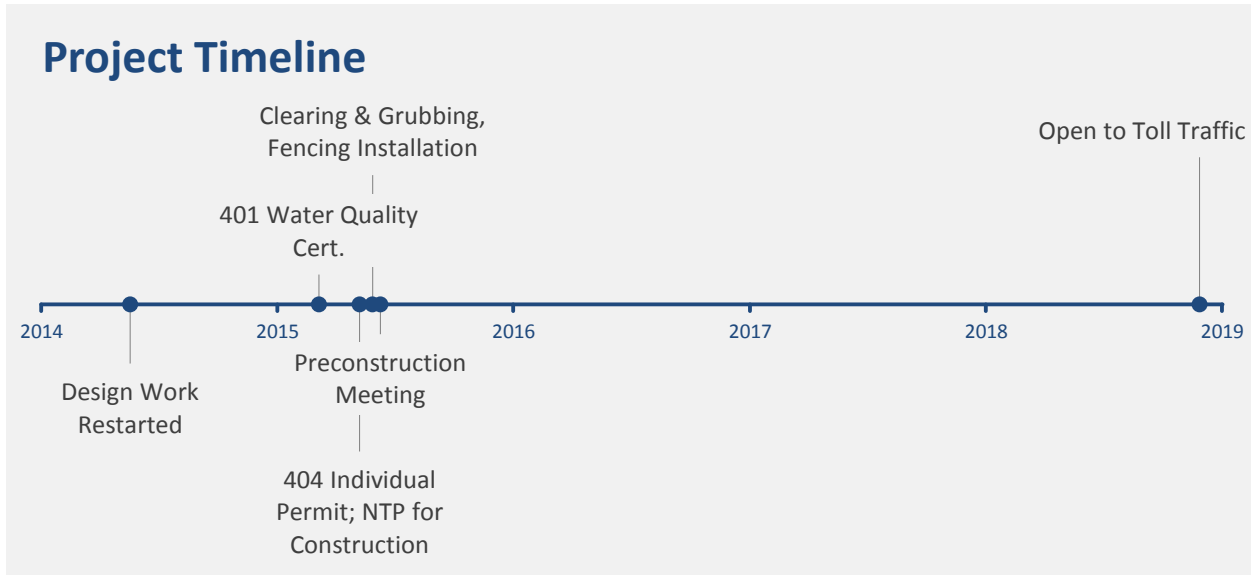 Project Timeline
Clearing & Grubbing,
Fencing Installation
Open to Toll Traffic
401 Water Quality
Cert.
2014
2015
2016
2017
2018
2019
Preconstruction
Meeting
Design Work
Restarted
404 Individual
Permit; NTP for
Construction